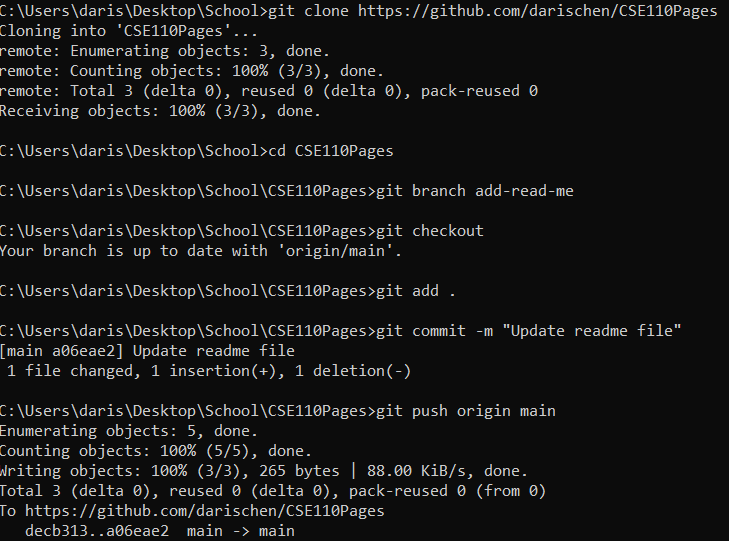 C:\Users\daris\Desktop\School>git clone https://github.com/darischen/CSE110Pages
Cloning into 'CSE110Pages'...
remote: Enumerating objects: 3, done.
remote: Counting objects: 100% (3/3), done.
remote: Total 3 (delta 0), reused 0 (delta 0), pack-reused 0
Receiving objects: 100% (3/3), done.
C:\Users\daris\Desktop\School>cd CSE110Pages
C:\Users\daris\Desktop\School\CSE110Pages>git branch add-read-me
C:\Users\daris\Desktop\School\CSE110Pages>git checkout
Your branch is up to date with 'origin/main'.
C:\Users\daris\Desktop\School\CSE110Pages>git add .
C:\Users\daris\Desktop\School\CSE110Pages>git commit -m "Update readme file"
[main a06eae2] Update readme file
 1 file changed, 1 insertion(+), 1 deletion(-)
C:\Users\daris\Desktop\School\CSE110Pages>git push origin main
Enumerating objects: 5, done.
Counting objects: 100% (5/5), done.
Writing objects: 100% (3/3), 265 bytes | 88.00 KiB/s, done.
Total 3 (delta 0), reused 0 (delta 0), pack-reused 0 (from 0)
To https://github.com/darischen/CSE110Pages
   decb313..a06eae2  main -> main